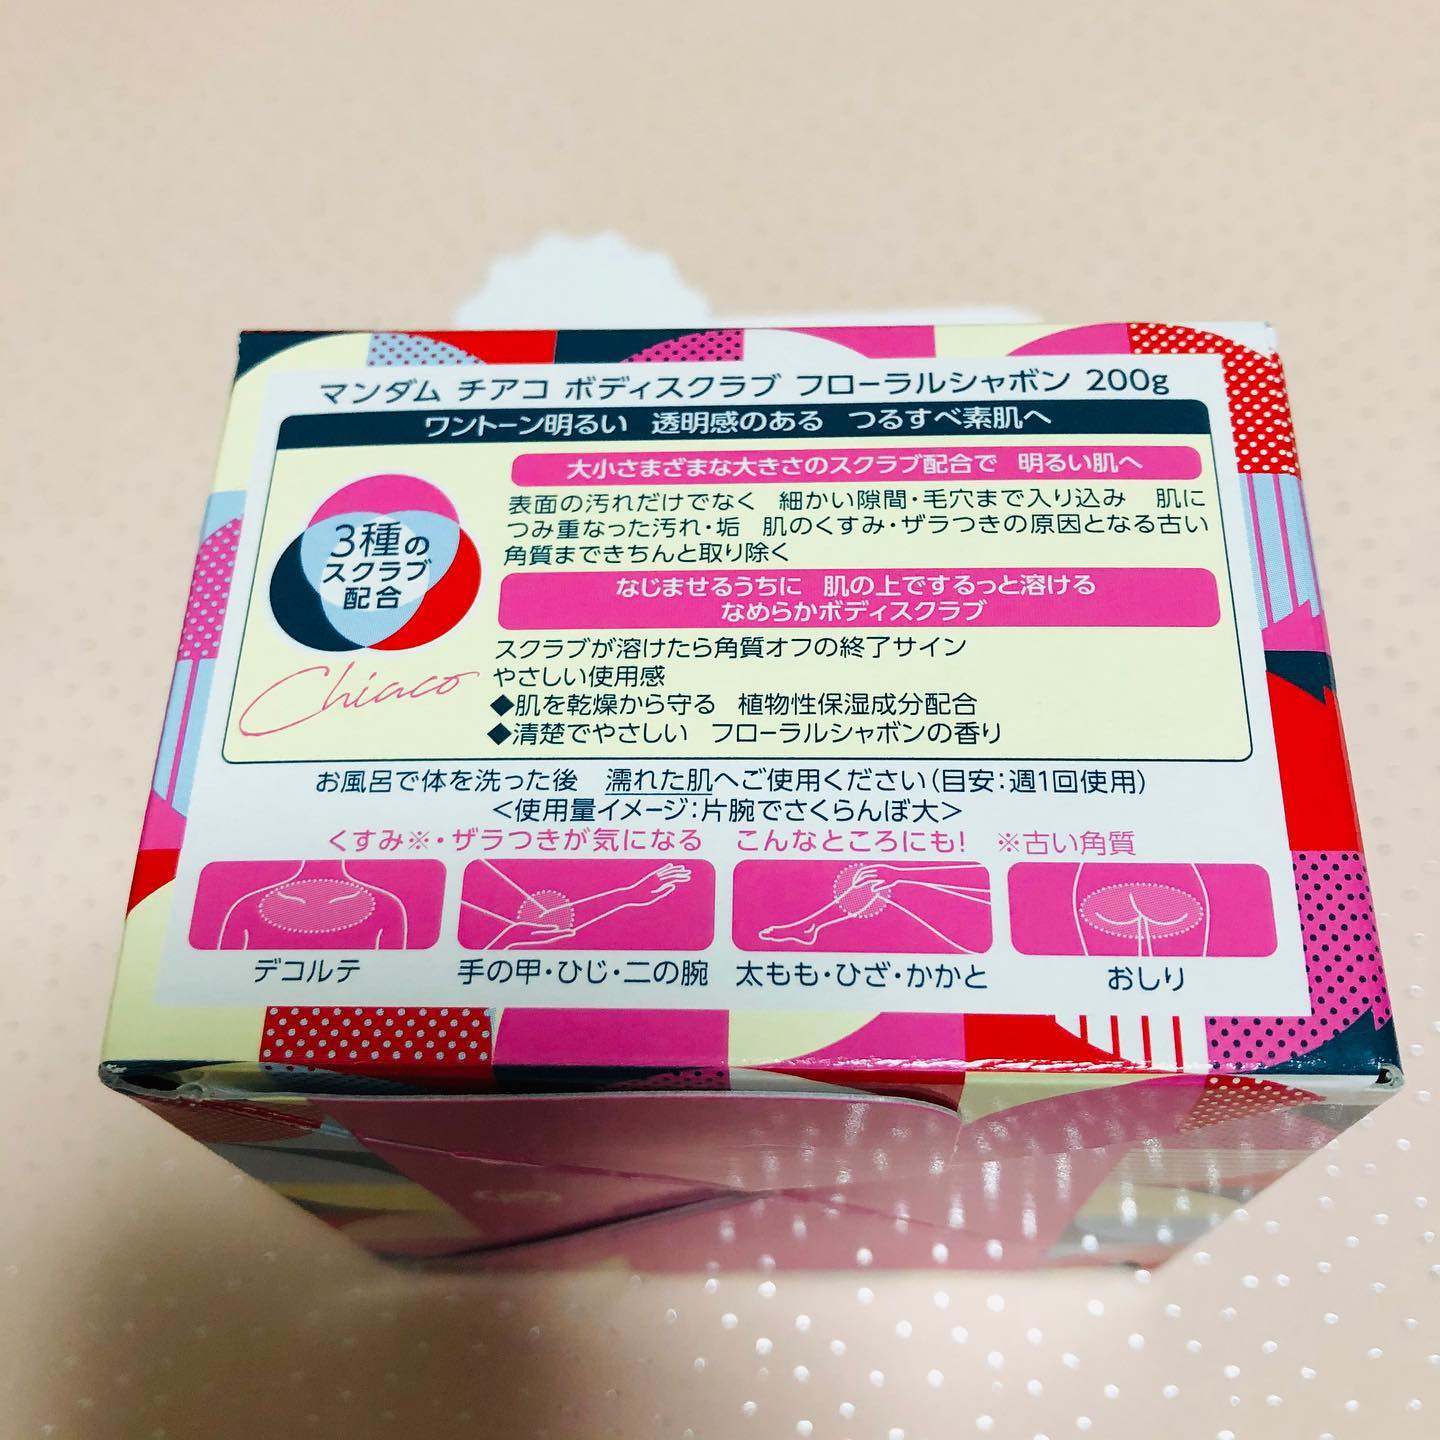 マンダム チアコ ボディスクラブ フローラルシャボン 200g
ワントーン明るい 透明感のある つるすべ素肌へ
3種の
スクラブ
配合
Chiaco
大小さまざまな大きさのスクラブ配合で 明るい肌へ
表面の汚れだけでなく 細かい隙間・毛穴まで入り込み 肌に
つみ重なった汚れ・垢 肌のくすみ・ザラつきの原因となる古い
角質まできちんと取り除く
なじませるうちに 肌の上でするっと溶ける
なめらかボディスクラブ
スクラブが溶けたら角質オフの終了サイン
やさしい使用感
◆肌を乾燥から守る 植物性保湿成分配合
◆清楚でやさしい フローラルシャボンの香り
お風呂で体を洗った後 濡れた肌へご使用ください(目安:週1回使用)
<使用量イメージ:片腕でさくらんぼ大>
くすみ※・ザラつきが気になる こんなところにも! ※古い角質
デコルテ
手の甲・ひじ・二の腕
太もも・ひざ・かかと
おしり